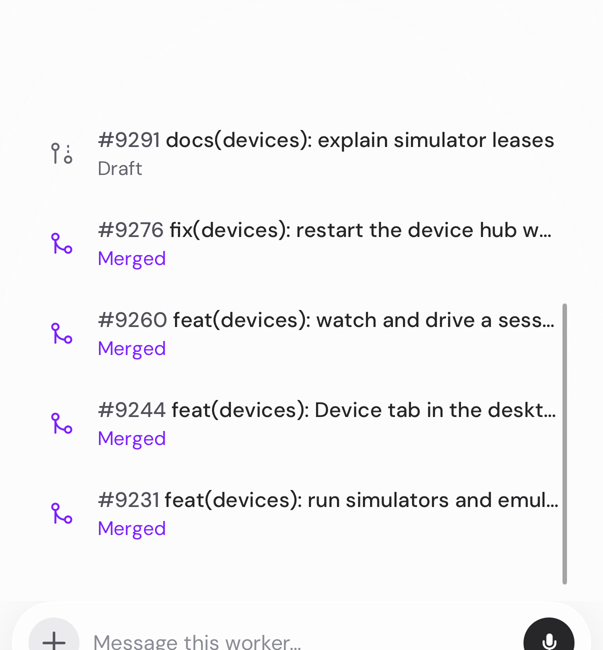 #9291 docs(devices): explain simulator leases
Draft
#9276 fix(devices): restart the device hub w...
Merged
#9260 feat(devices): watch and drive a sess...
Merged
#9244 feat(devices): Device tab in the deskt...
Merged
#9231 feat(devices): run simulators and emul...
Merged
Message this worker...